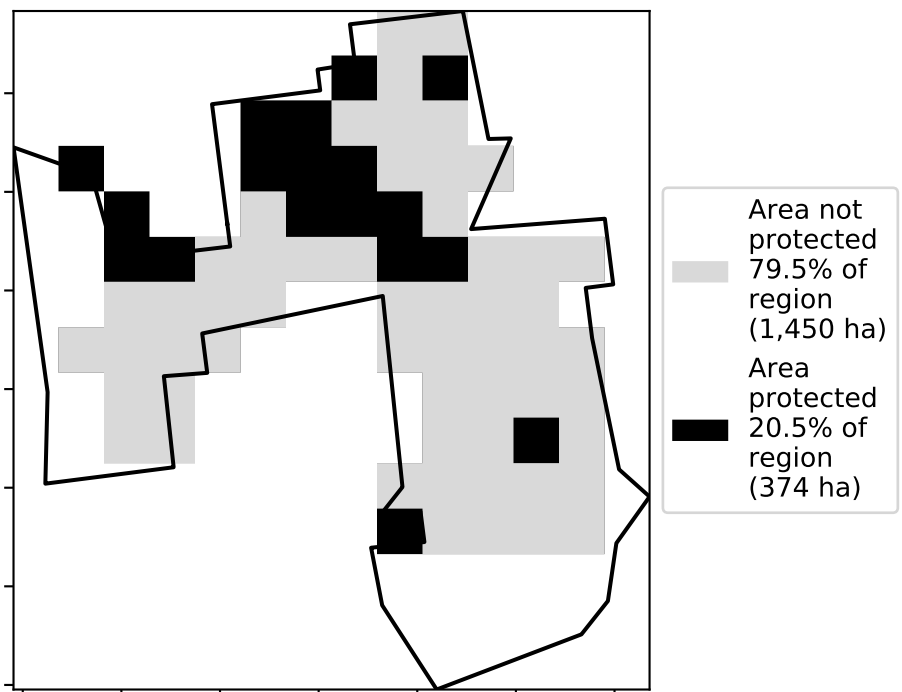 Area not
protected
79.5% of
region
(1,450 ha)
Area
protected
20.5% of
region
(374 ha)